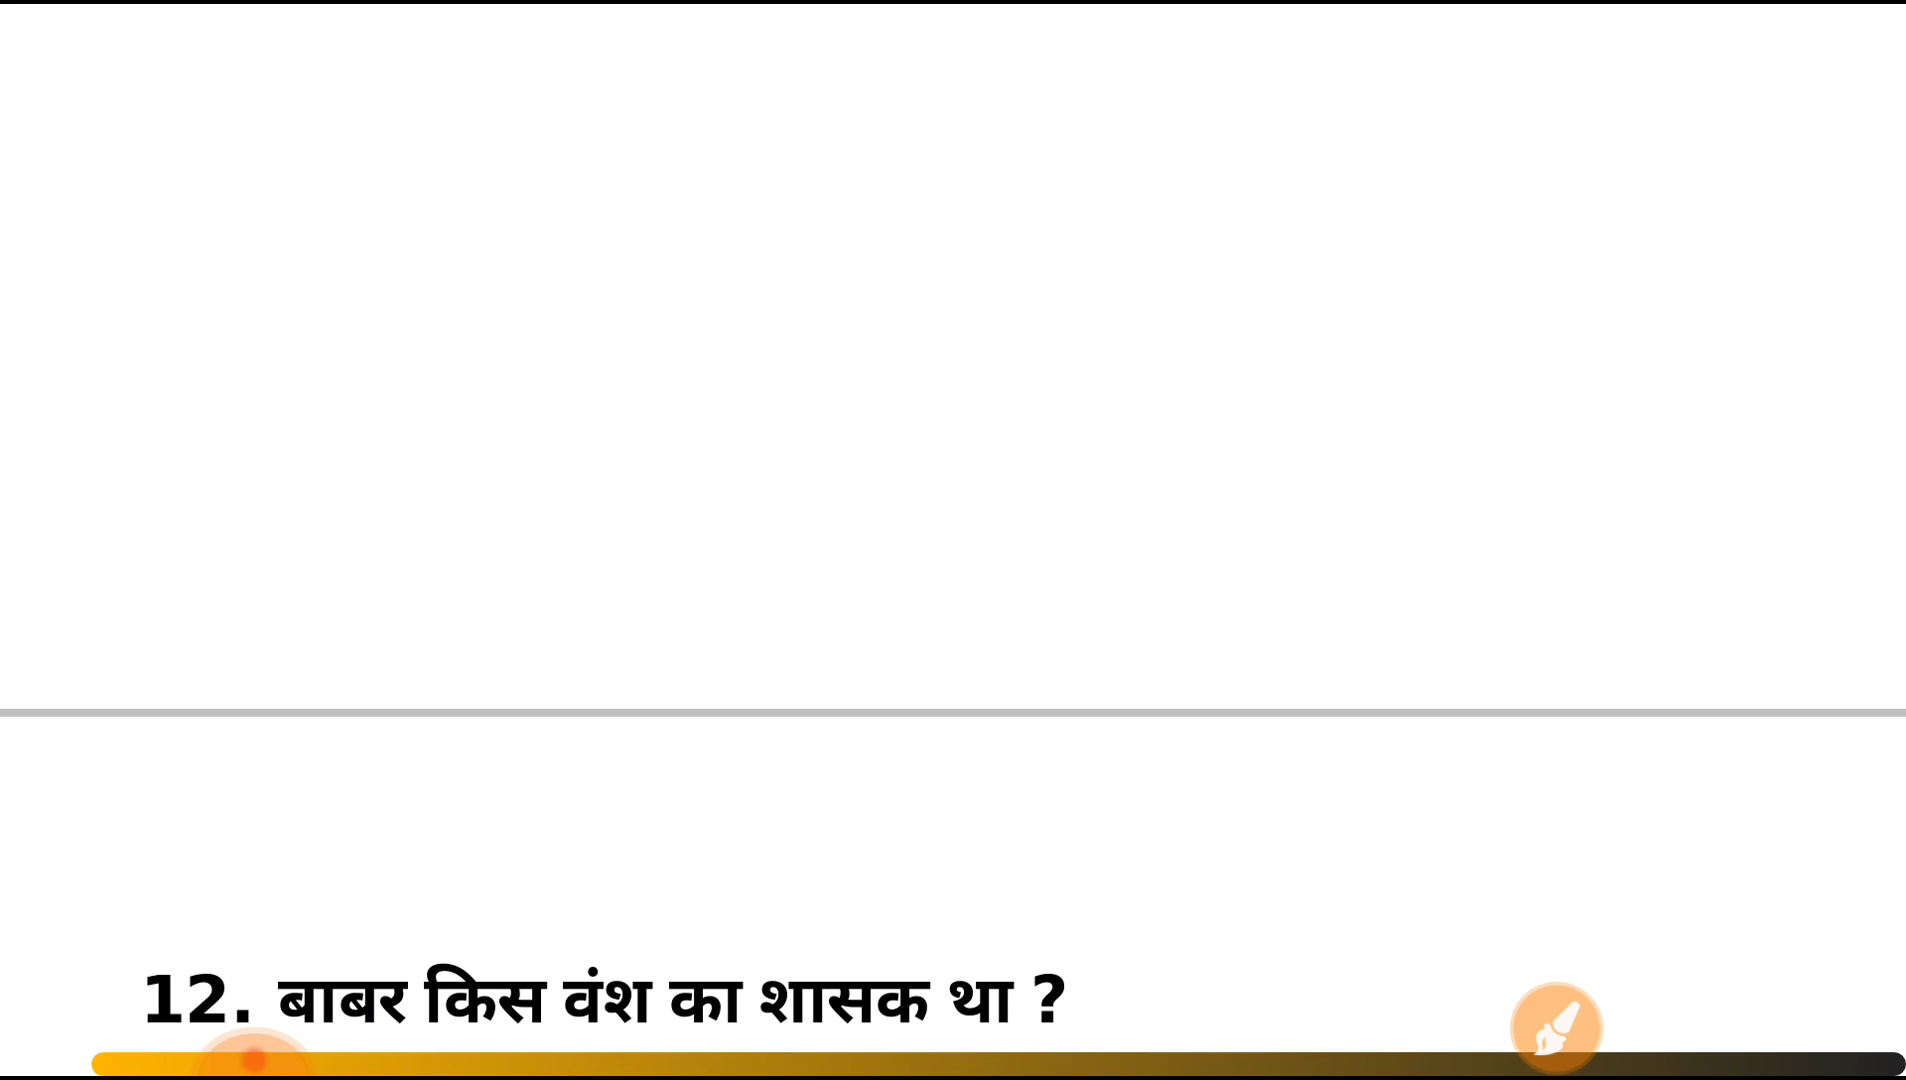 12. बाबर किस वंश का शासक था ?